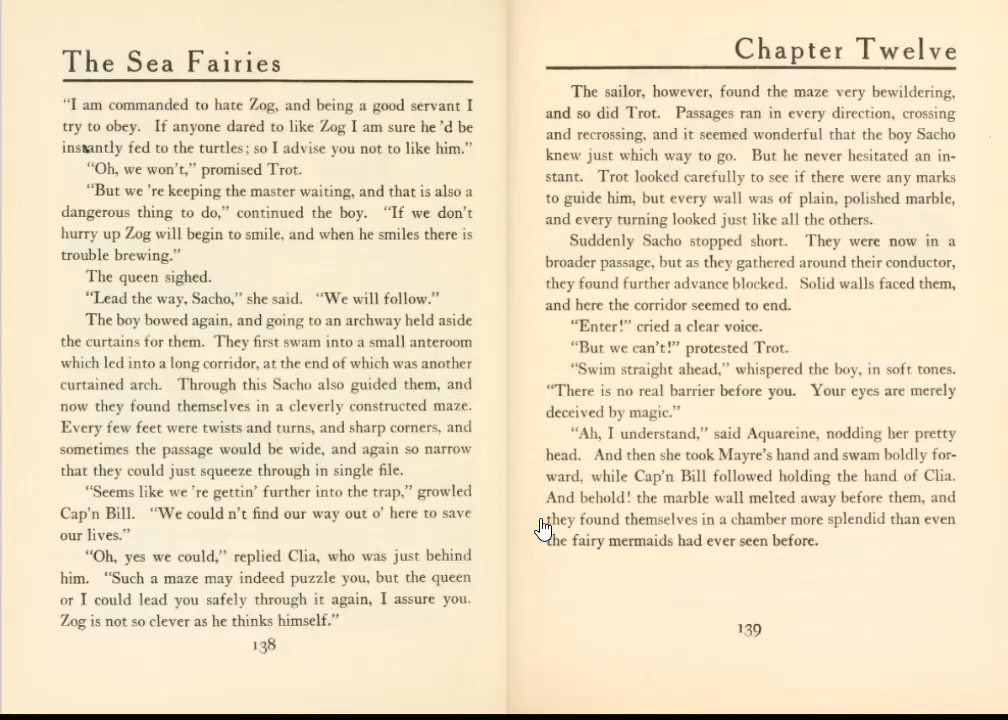 The Sea Fairies
"I am commanded to hate Zog, and being a good servant I
try to obey. If anyone dared to like Zog I am sure he 'd be
instantly fed to the turtles; so I advise you not to like him."
"Oh, we won't," promised Trot.
"But we 're keeping the master waiting, and that is also a
dangerous thing to do," continued the boy. "If we don't
hurry up Zog will begin to smile, and when he smiles there is
trouble brewing."
The queen sighed.
"Lead the way, Sacho," she said. "We will follow."
The boy bowed again, and going to an archway held aside
the curtains for them. They first swam into a small anteroom
which led into a long corridor, at the end of which was another
curtained arch. Through this Sacho also guided them, and
now they found themselves in a cleverly constructed maze.
Every few feet were twists and turns, and sharp corners, and
sometimes the passage would be wide, and again so narrow
that they could just squeeze through in single file.
"Seems like we 're gettin' further into the trap," growled
Cap'n Bill. "We could n't find our way out o' here to save
our lives."
"Oh, yes we could," replied Clia, who was just behind
him. "Such a maze may indeed puzzle you, but the queen
or I could lead you safely through it again, I assure you.
Zog is not so clever as he thinks himself."
138
Chapter Twelve
The sailor, however, found the maze very bewildering,
and so did Trot. Passages ran in every direction, crossing
and recrossing, and it seemed wonderful that the boy Sacho
knew just which way to go. But he never hesitated an in-
stant. Trot looked carefully to see if there were any marks
to guide him, but every wall was of plain, polished marble,
and every turning looked just like all the others.
Suddenly Sacho stopped short. They were now in a
broader passage, but as they gathered around their conductor,
they found further advance blocked. Solid walls faced them,
and here the corridor seemed to end.
"Enter!" cried a clear voice.
"But we can't!" protested Trot.
"Swim straight ahead," whispered the boy, in soft tones.
"There is no real barrier before you. Your eyes are merely
deceived by magic."
"Ah, I understand," said Aquareine, nodding her pretty
head. And then she took Mayre's hand and swam boldly for-
ward, while Cap'n Bill followed holding the hand of Clia.
And behold! the marble wall melted away before them, and
they found themselves in a chamber more splendid than even
the fairy mermaids had ever seen before.
139